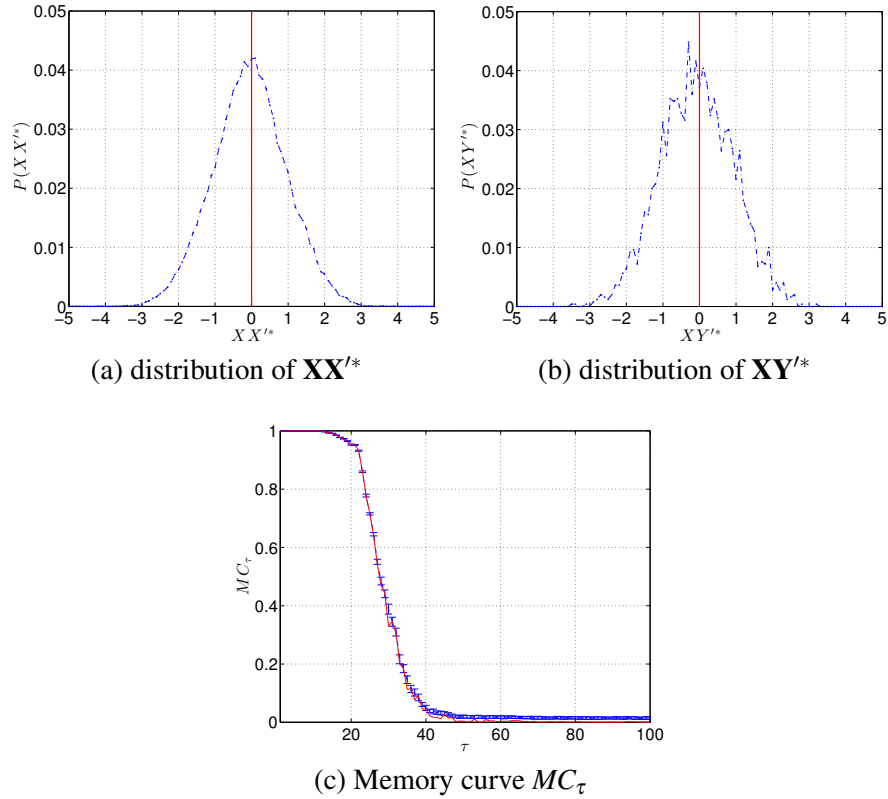 0.05
0.04
0.03
0.02
0.01
0
P(XX′*)
−5 −4 −3 −2 −1 0 1 2 3 4 5
XX′*
(a) distribution of XX′*
0.05
0.04
0.03
0.02
0.01
0
P(XY′*)
−5 −4 −3 −2 −1 0 1 2 3 4 5
XY′*
(b) distribution of XY′*
1
0.8
0.6
0.4
0.2
0
MCτ
20 40 60 80 100
τ
(c) Memory curve MCτ